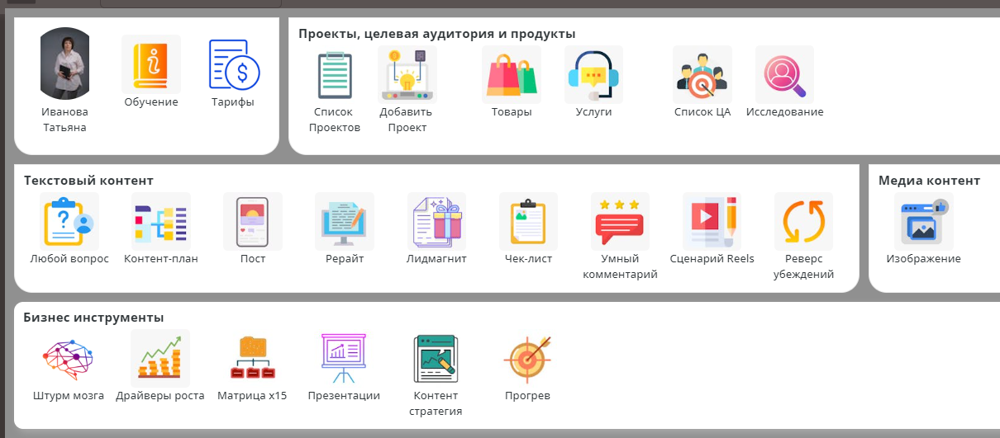 Иванова
Татьяна
Обучение
Тарифы
Проекты, целевая аудитория и продукты
Список
Проектов
Добавить
Проект
Товары
Услуги
Список ЦА
Исследование
Текстовый контент
Любой вопрос
Контент-план
Пост
Рерайт
Лидмагнит
Чек-лист
Умный
комментарий
Сценарий Reels
Реверс
убеждений
Медиа контент
Изображение
Бизнес инструменты
Штурм мозга
Драйверы роста
Матрица x15
Презентации
Контент
стратегия
Прогрев